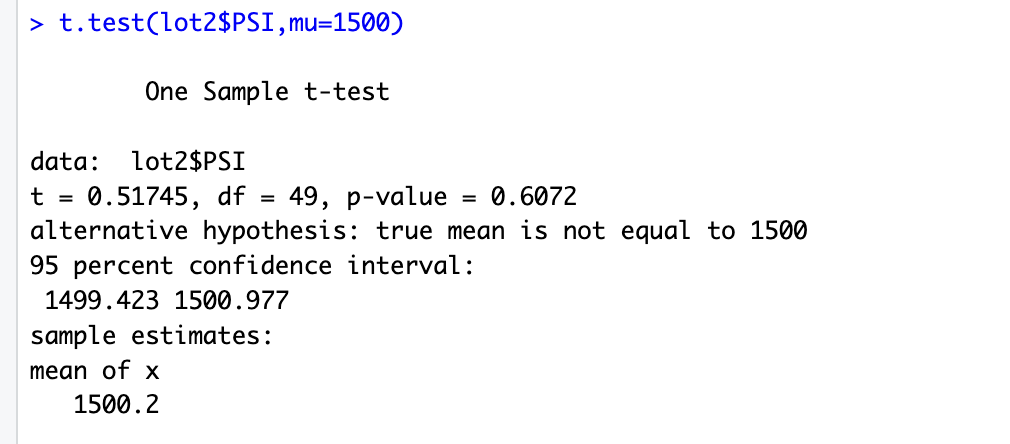 > t.test(lot2$PSI,mu=1500)
One Sample t-test
data:  lot2$PSI
t = 0.51745, df = 49, p-value = 0.6072
alternative hypothesis: true mean is not equal to 1500
95 percent confidence interval:
1499.423 1500.977
sample estimates:
mean of x
1500.2